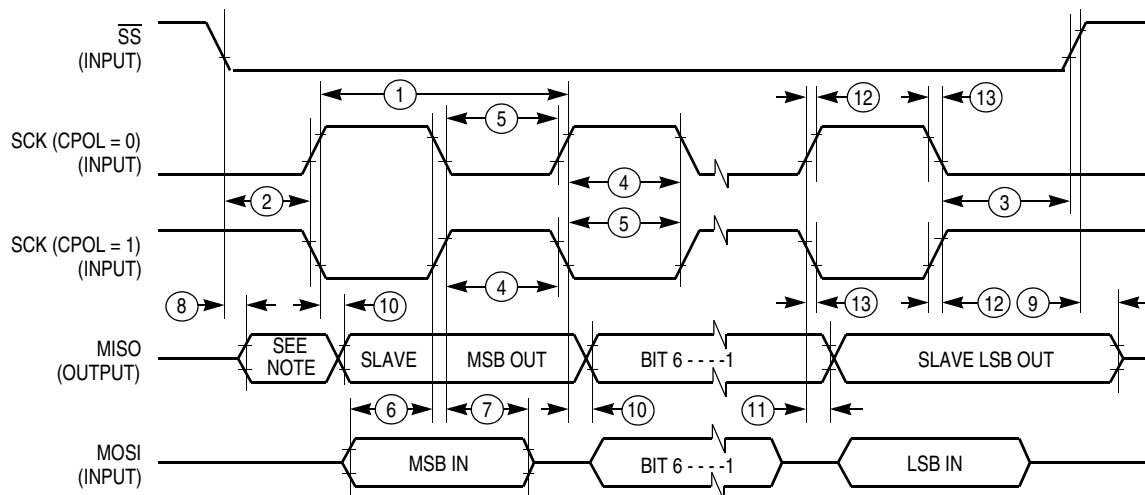 SS
(INPUT)
1
12
13
5
SCK (CPOL = 0)
(INPUT)
4
2
3
5
SCK (CPOL = 1)
(INPUT)
4
8
10
13
12
9
MISO
(OUTPUT)
SEE
NOTE
SLAVE
MSB OUT
BIT 6 - - - -1
SLAVE LSB OUT
6
7
10
11
MOSI
(INPUT)
MSB IN
BIT 6 - - - -1
LSB IN